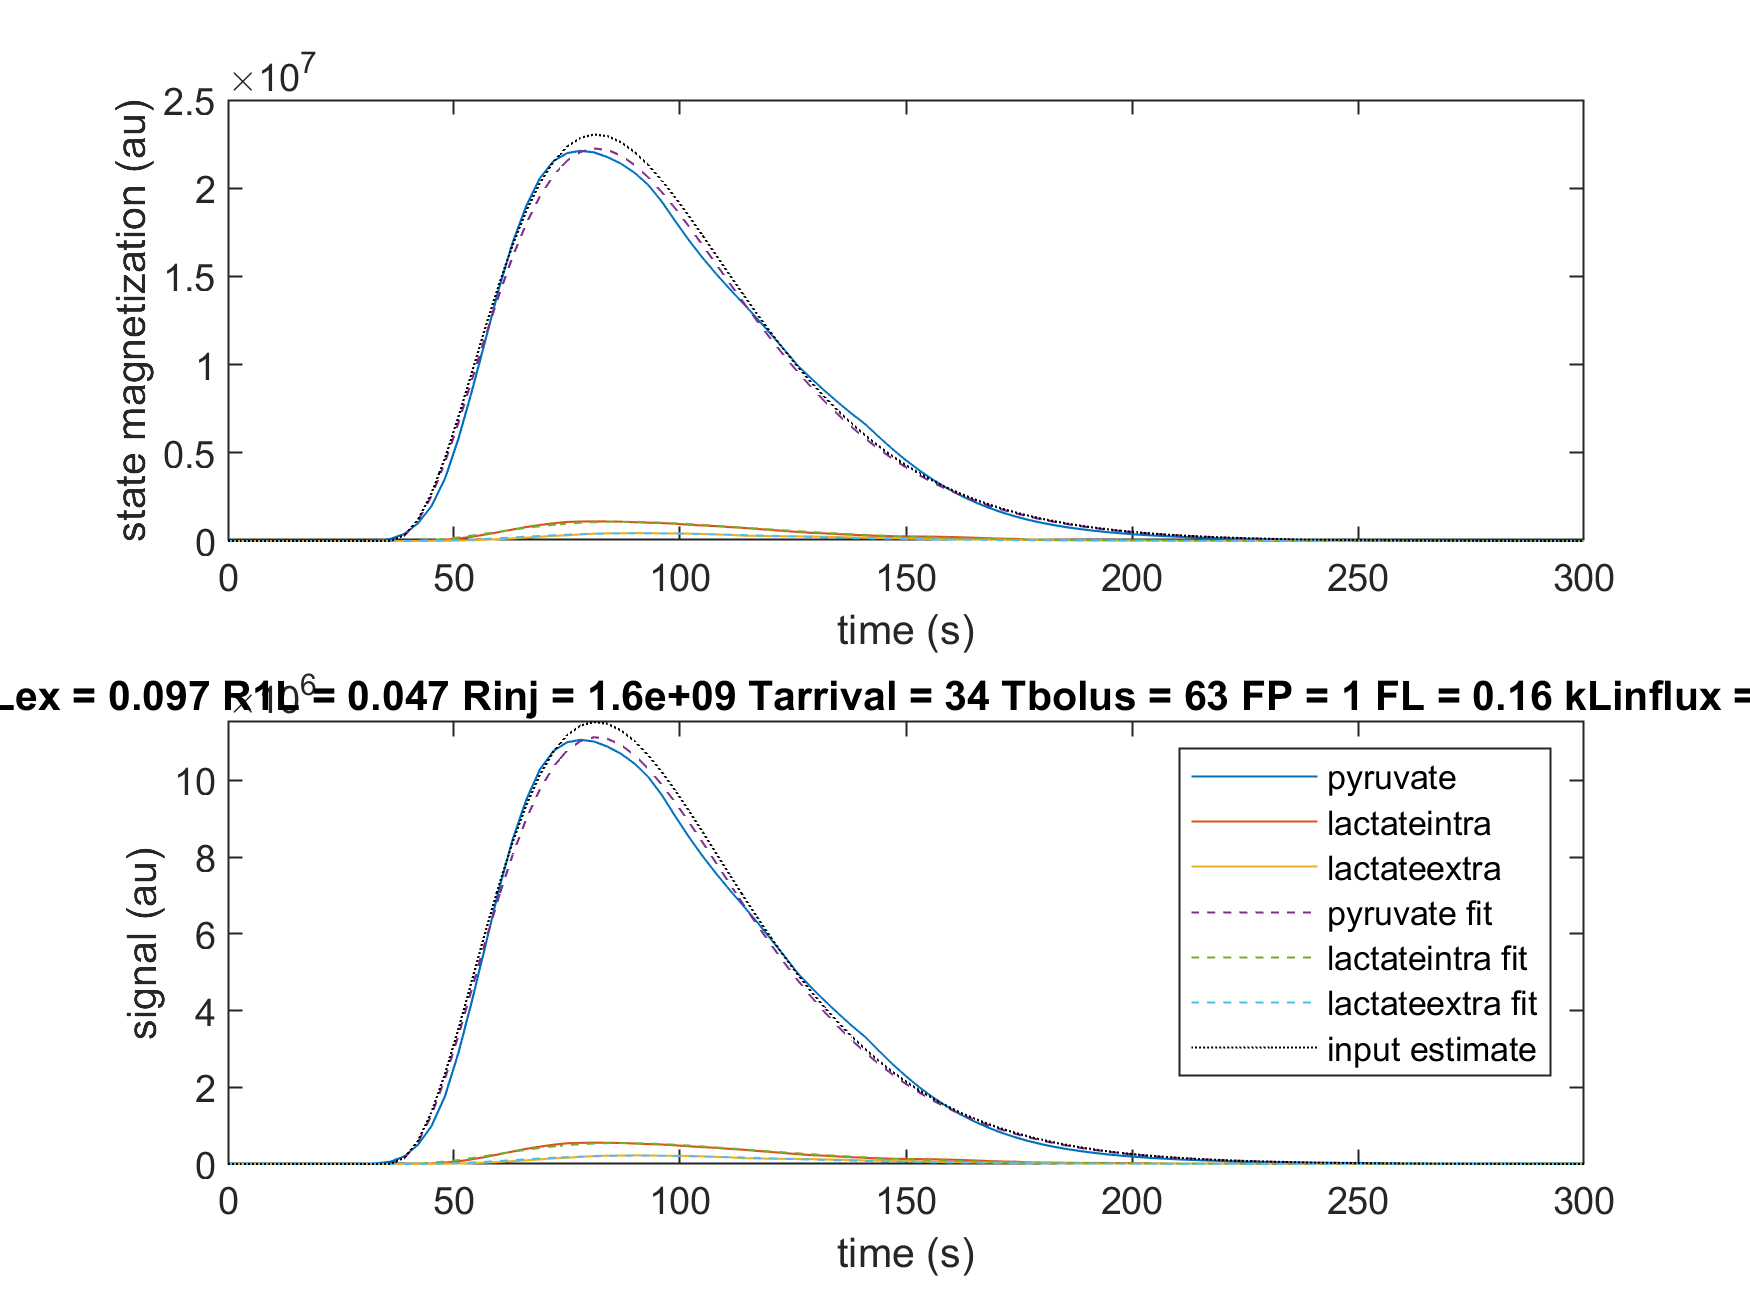 ×10^7
2.5
2
1.5
1
0.5
0
state magnetization (au)
0 50 100 150 200 250 300
time (s)
Lex = 0.097 R1L = 0.047 Rinj = 1.6e+09 Tarrival = 34 Tbolus = 63 FP = 1 FL = 0.16 kLinflux =
×10^6
10
8
6
4
2
0
signal (au)
pyruvate
lactateintra
lactateextra
pyruvate fit
lactateintra fit
lactateextra fit
input estimate
0 50 100 150 200 250 300
time (s)